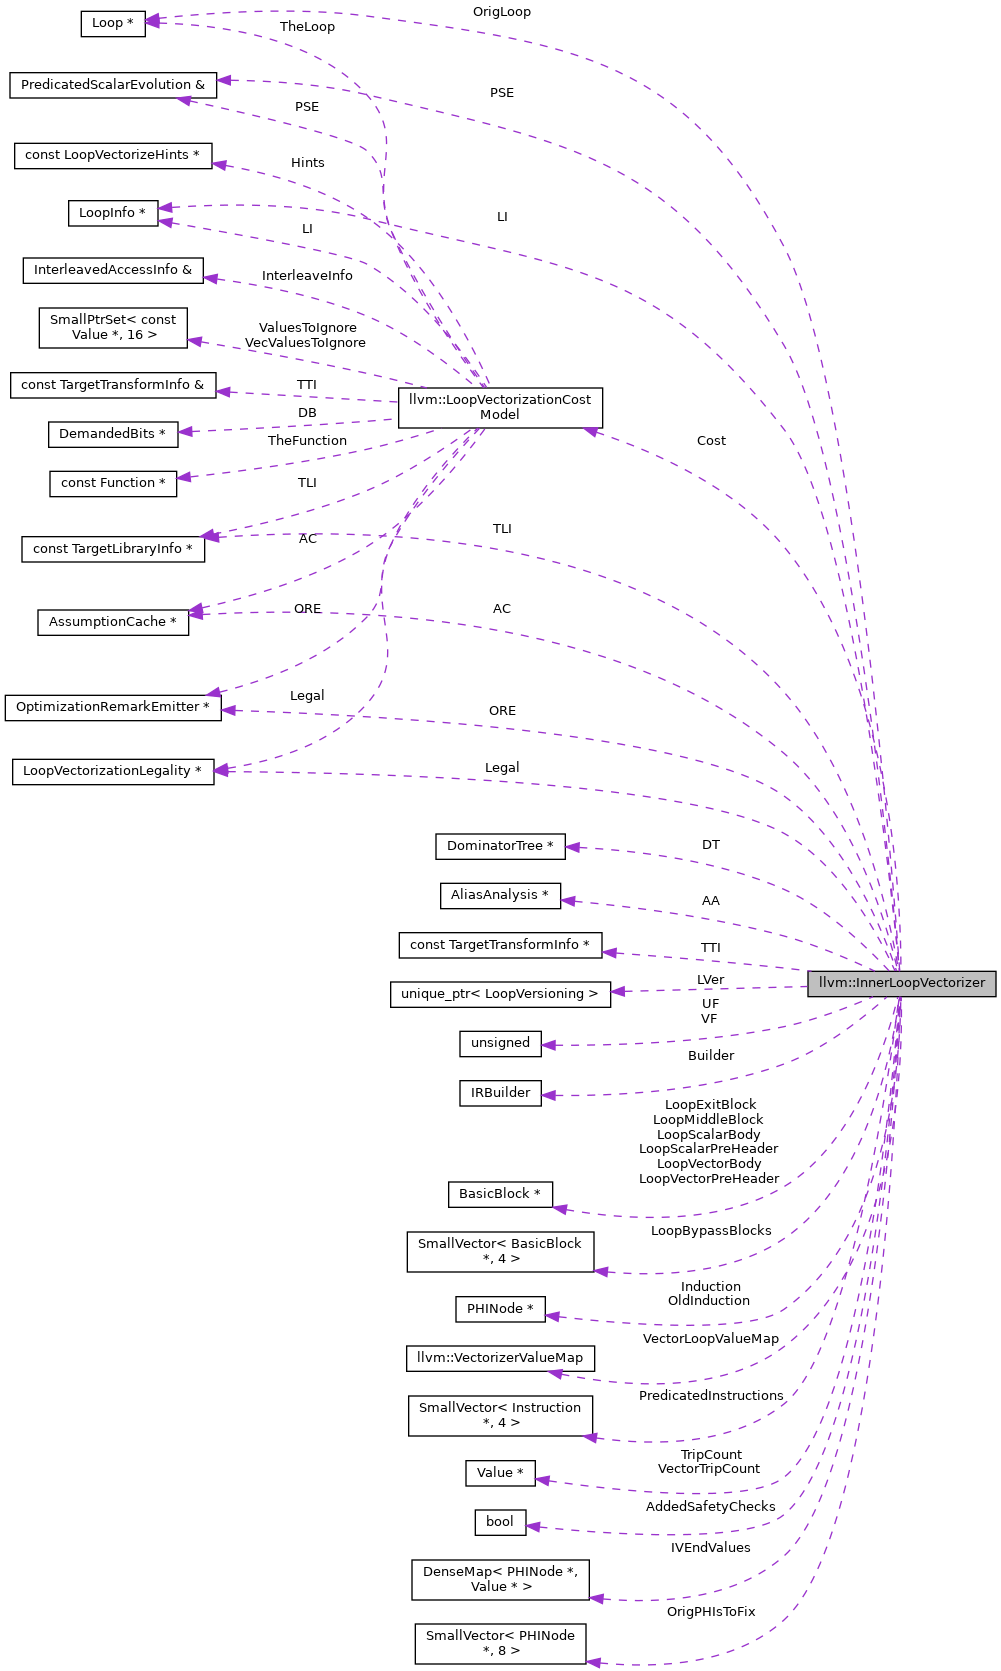 OrigLoop
Loop *
TheLoop
PredicatedScalarEvolution &
PSE
PSE
const LoopVectorizeHints *
Hints
LoopInfo *
LI
LI
InterleavedAccessInfo &
InterleaveInfo
SmallPtrSet< const
Value *, 16 >
ValuesToIgnore
VecValuesToIgnore
const TargetTransformInfo &
TTI
llvm::LoopVectorizationCost
Model
DB
DemandedBits *
TheFunction
Cost
const Function *
TLI
const TargetLibraryInfo *
AC
TLI
AssumptionCache *
ORE
AC
OptimizationRemarkEmitter *
Legal
ORE
LoopVectorizationLegality *
Legal
DominatorTree *
DT
AliasAnalysis *
AA
const TargetTransformInfo *
TTI
llvm::InnerLoopVectorizer
unique_ptr< LoopVersioning >
LVer
UF
VF
unsigned
Builder
IRBuilder
LoopExitBlock
LoopMiddleBlock
LoopScalarBody
LoopScalarPreHeader
LoopVectorBody
LoopVectorPreHeader
BasicBlock *
LoopBypassBlocks
SmallVector< BasicBlock
*, 4 >
Induction
OldInduction
PHINode *
VectorLoopValueMap
llvm::VectorizerValueMap
PredicatedInstructions
SmallVector< Instruction
*, 4 >
TripCount
VectorTripCount
Value *
AddedSafetyChecks
bool
IVEndValues
DenseMap< PHINode *,
Value * >
OrigPHIsToFix
SmallVector< PHINode
*, 8 >